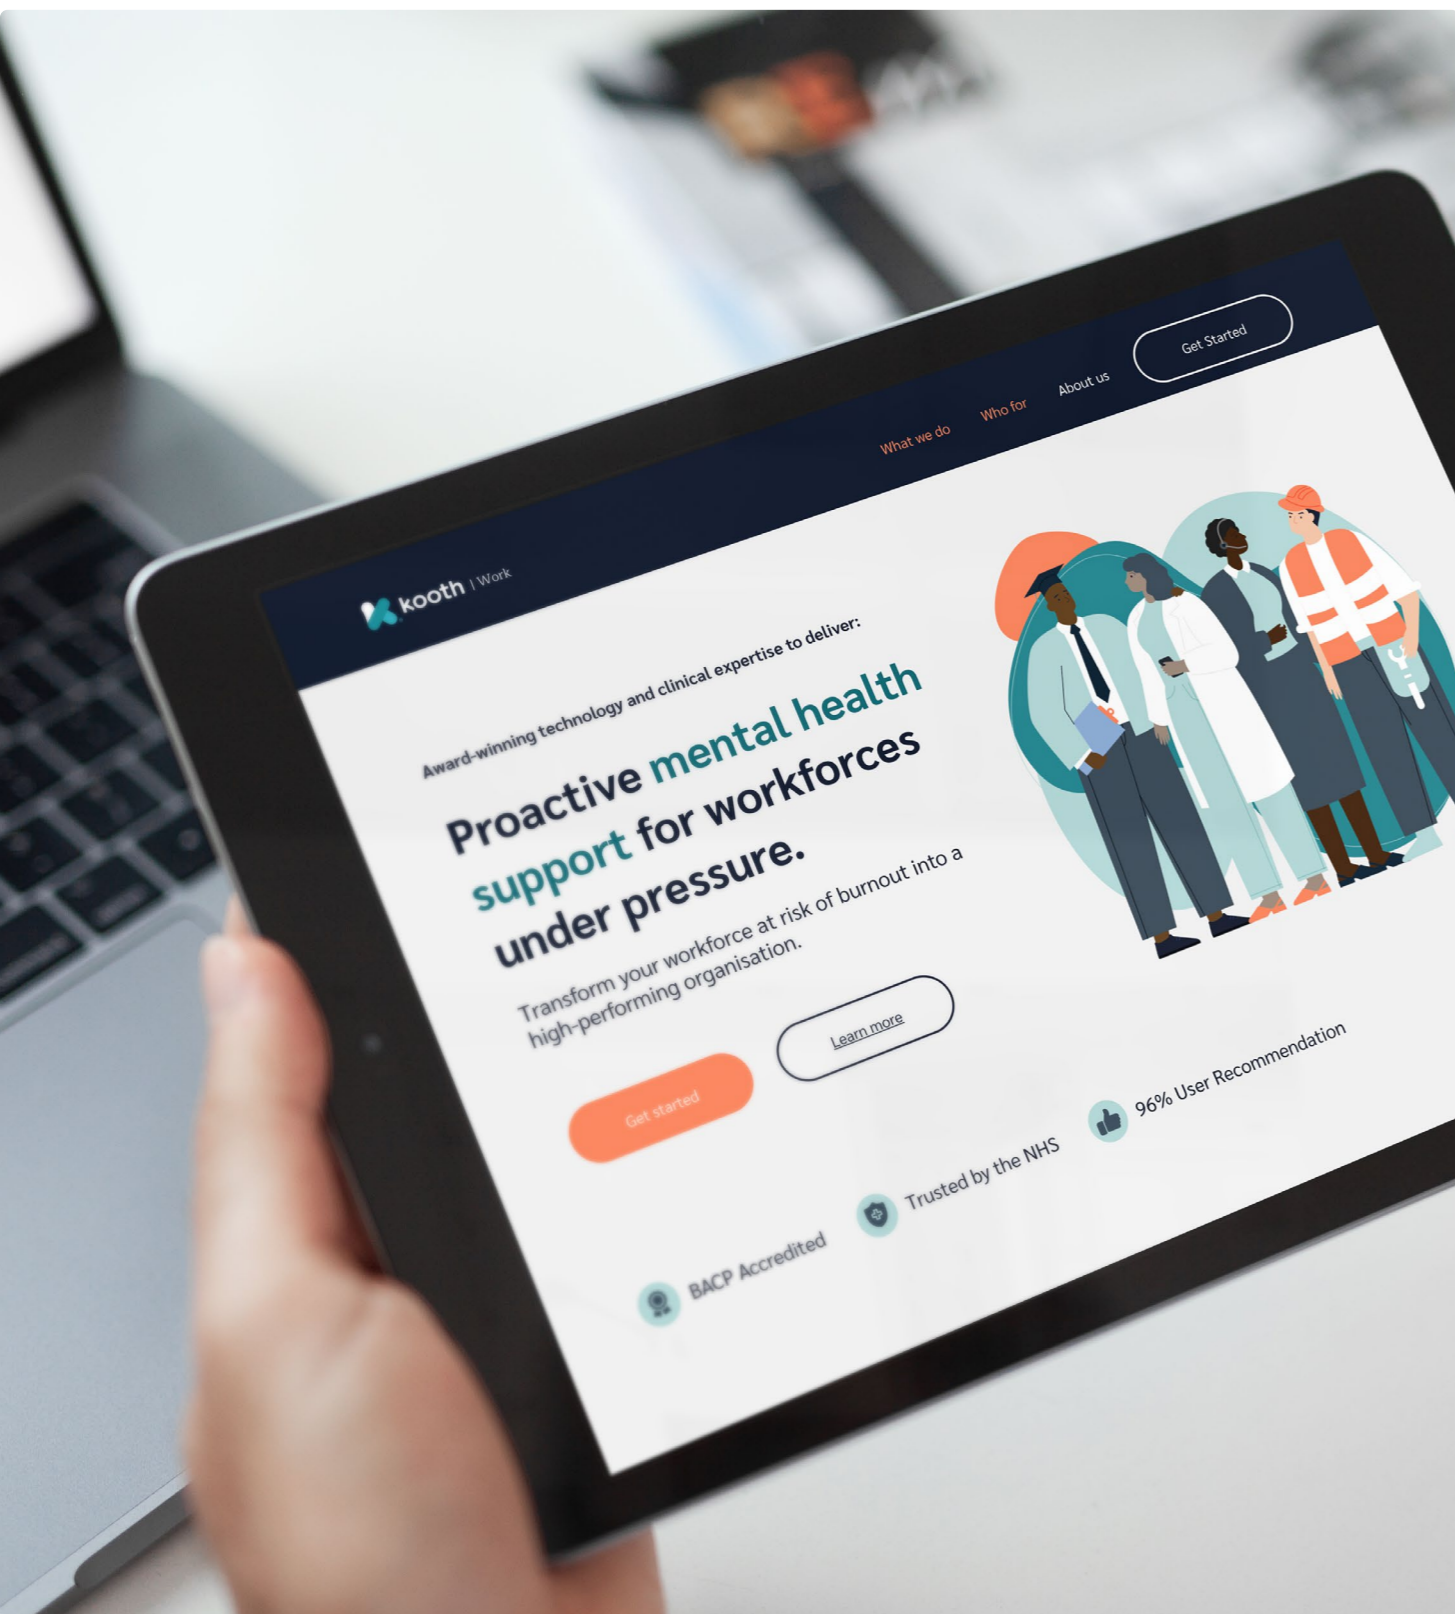 kooth | Work
What we do
Who for
About us
Get Started
Award-winning technology and clinical expertise to deliver:
Proactive mental health
support for workforces
under pressure.
Transform your workforce at risk of burnout into a
high-performing organisation.
Get started
Learn more
BACP Accredited
Trusted by the NHS
96% User Recommendation